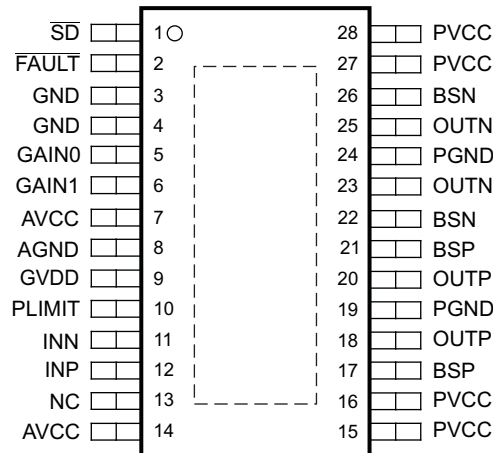 SD 1 28 PVCC
FAULT 2 27 PVCC
GND 3 26 BSN
GND 4 25 OUTN
GAIN0 5 24 PGND
GAIN1 6 23 OUTN
AVCC 7 22 BSN
AGND 8 21 BSP
GVDD 9 20 OUTP
PLIMIT 10 19 PGND
INN 11 18 OUTP
INP 12 17 BSP
NC 13 16 PVCC
AVCC 14 15 PVCC